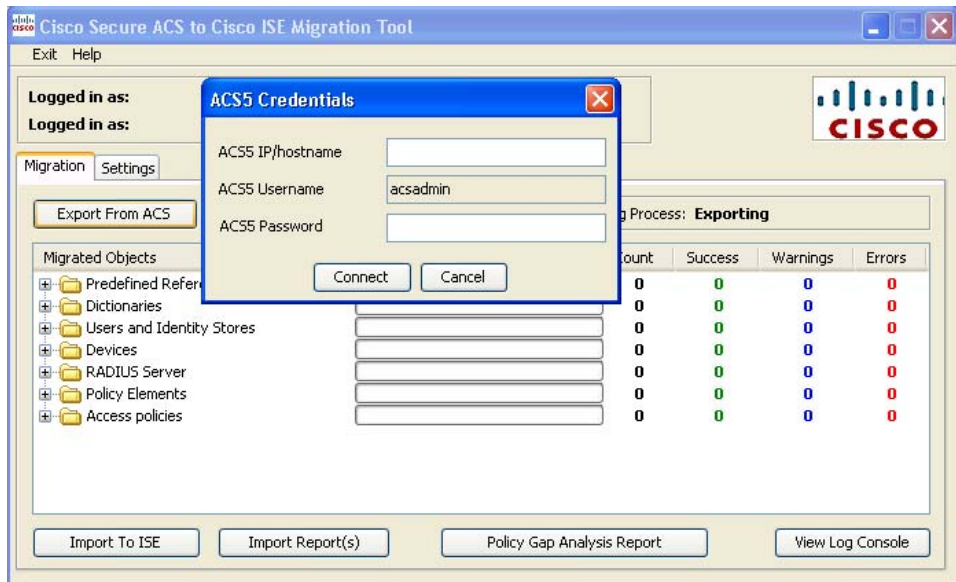 Cisco Secure ACS to Cisco ISE Migration Tool
Exit Help
Logged in as:
Logged in as:
CISCO
ACS5 Credentials
ACS5 IP/hostname
ACS5 Username acsadmin
ACS5 Password
Connect Cancel
Migration Settings
Export From ACS
Process: Exporting
Migrated Objects Success Warnings Errors
Predefined
0 0 0 0
Dictionaries 0 0 0 0
Users and Identity Stores 0 0 0 0
Devices 0 0 0 0
RADIUS Server 0 0 0 0
Policy Elements 0 0 0 0
Access policies 0 0 0 0
Import To ISE Import Report(s) Policy Gap Analysis Report View Log Console